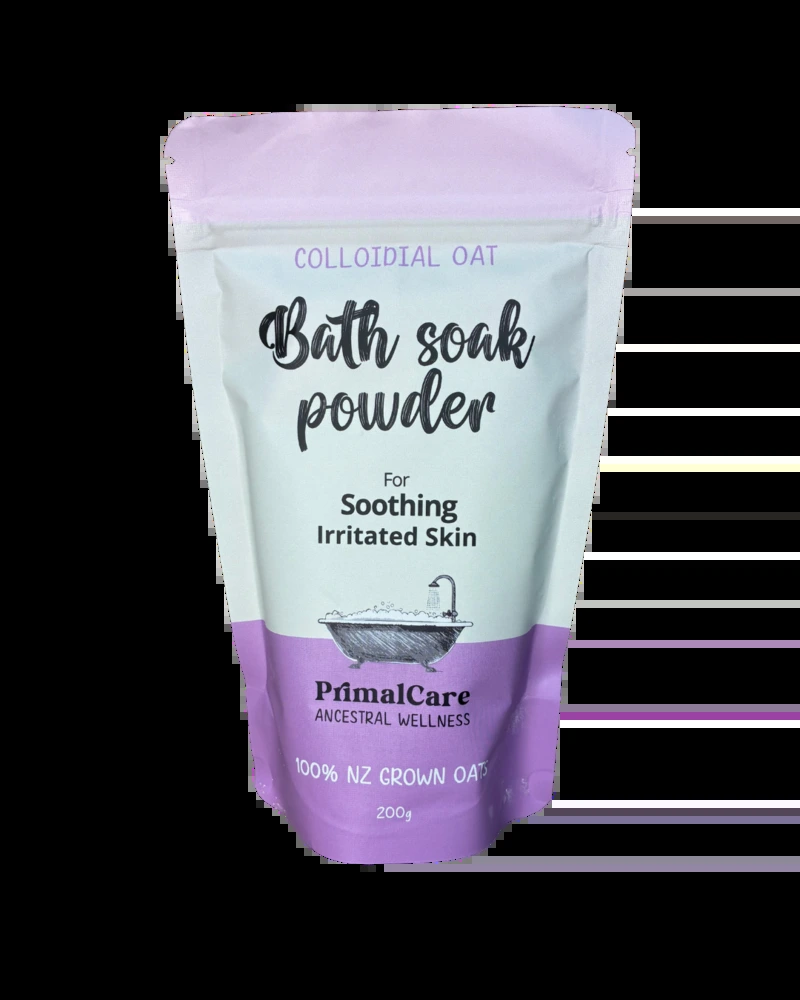 COLLOIDIAL OAT
Bath soak
powder
For
Soothing
Irritated Skin
PrimalCare
ANCESTRAL WELLNESS
100% NZ GROWN OATS
200g